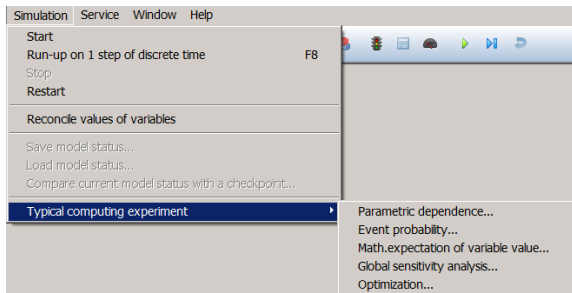 Simulation Service Window Help
Start
Run-up on 1 step of discrete time F8
Stop
Restart
Reconcile values of variables
Save model status...
Load model status...
Compare current model status with a checkpoint...
Typical computing experiment
Parametric dependence...
Event probability...
Math.expectation of variable value...
Global sensitivity analysis...
Optimization...